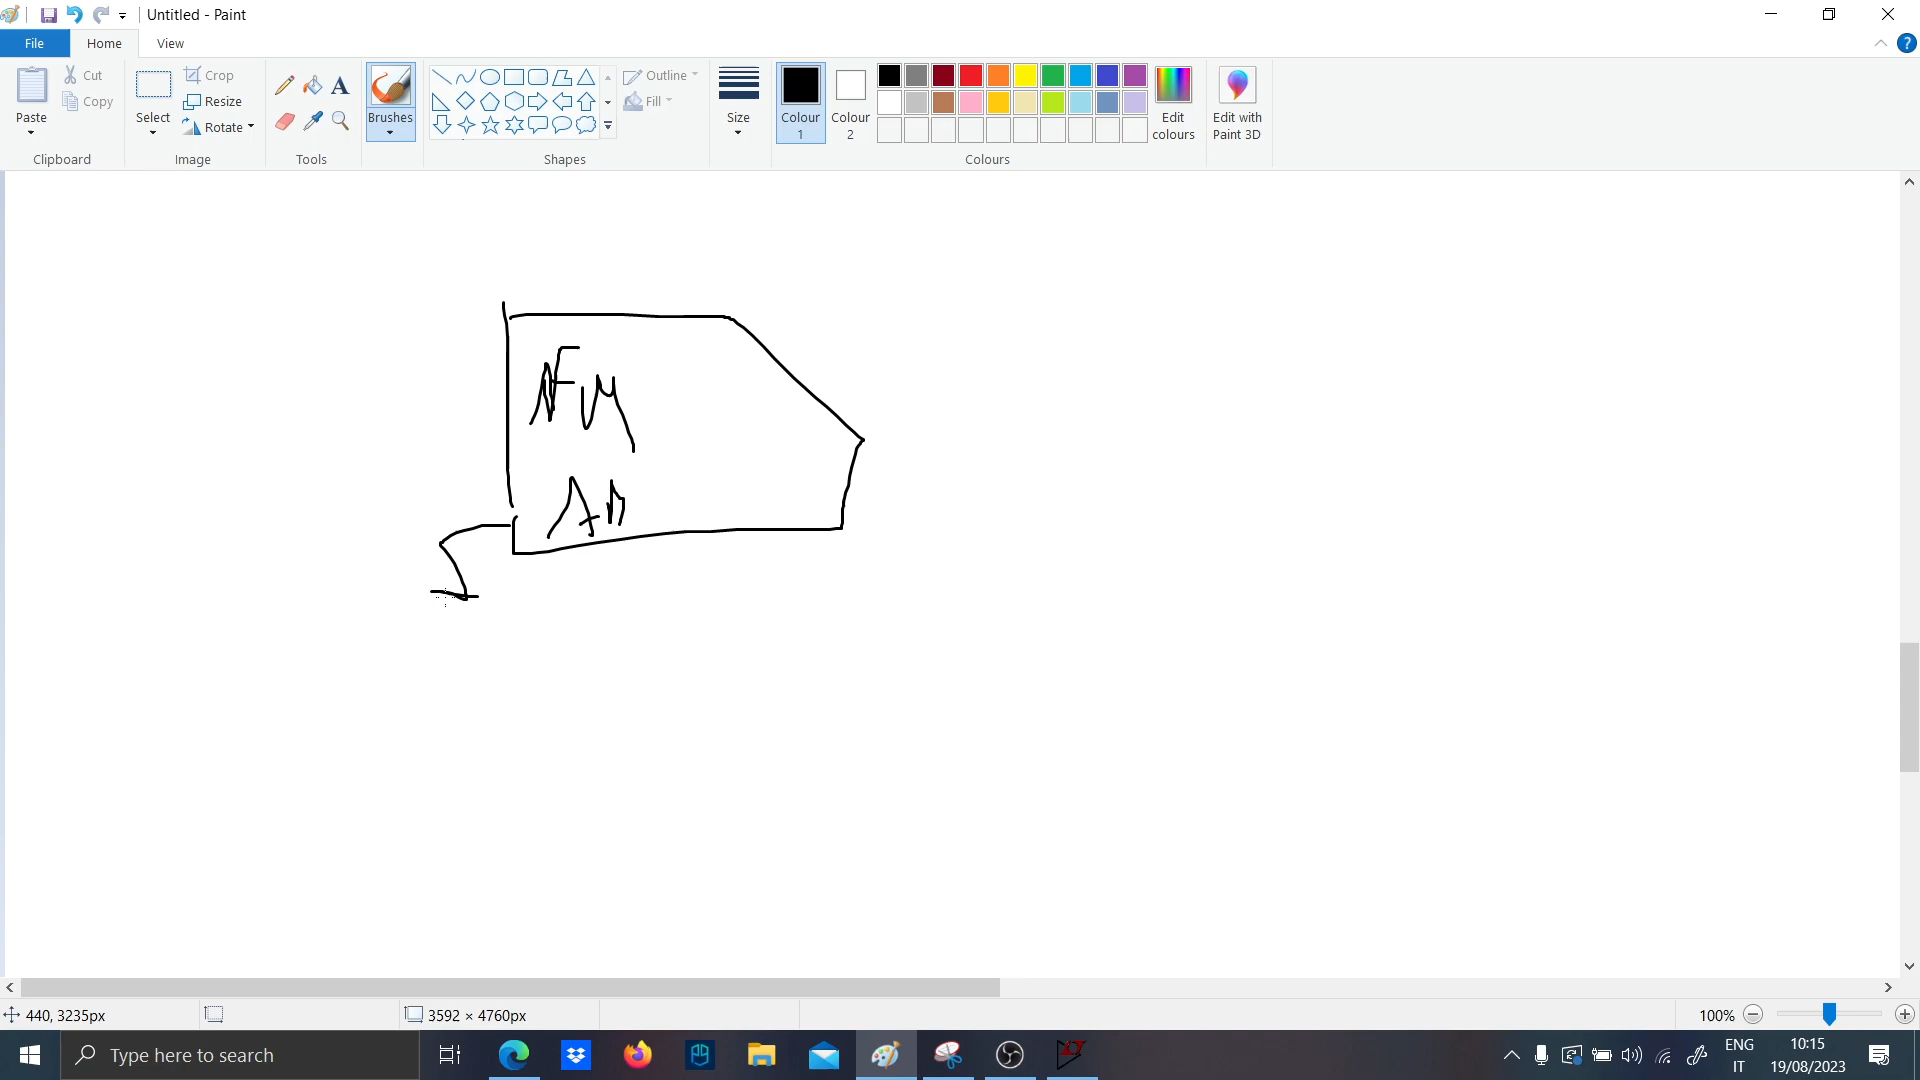 Untitled - Paint
File Home View
Paste
Cut
Copy
Clipboard
Select
Crop
Resize
Rotate
Image
Tools
Brushes
Shapes
Outline
Fill
Size
Colour 1
Colour 2
Colours
Edit colours
Edit with Paint 3D
440, 3235px
3592 × 4760px
100%
Type here to search
ENG
IT
10:15
19/08/2023